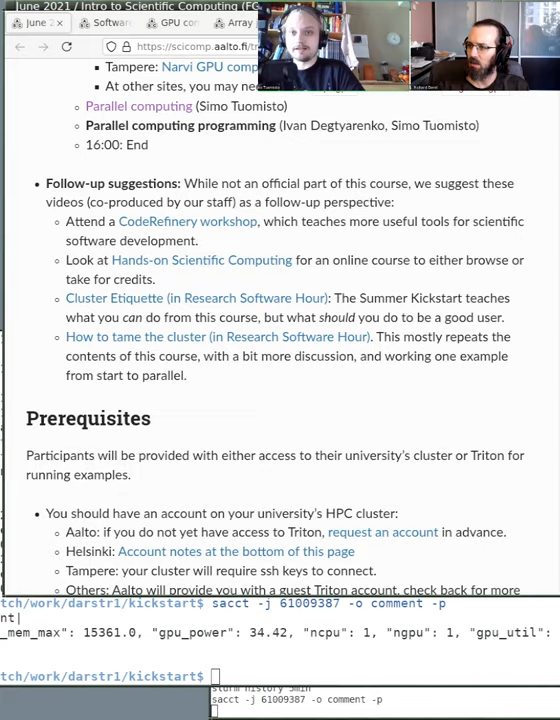 June 2021 / Intro to Scientific Computing (FC
June 2
Softwar
GPU con
Array
https://scicomp.aalto.fi/tr
Tampere: Narvi GPU comp
At other sites, you may nee
Parallel computing (Simo Tuomisto)
Parallel computing programming (Ivan Degtyarenko, Simo Tuomisto)
16:00: End
Follow-up suggestions: While not an official part of this course, we suggest these
videos (co-produced by our staff) as a follow-up perspective:
Attend a CodeRefinery workshop, which teaches more useful tools for scientific
software development.
Look at Hands-on Scientific Computing for an online course to either browse or
take for credits.
Cluster Etiquette (in Research Software Hour): The Summer Kickstart teaches
what you can do from this course, but what should you do to be a good user.
How to tame the cluster (in Research Software Hour). This mostly repeats the
contents of this course, with a bit more discussion, and working one example
from start to parallel.
Prerequisites
Participants will be provided with either access to their university's cluster or Triton for
running examples.
You should have an account on your university's HPC cluster:
Aalto: if you do not yet have access to Triton, request an account in advance.
Helsinki: Account notes at the bottom of this page
Tampere: your cluster will require ssh keys to connect.
Others: Aalto will provide you with a guest Triton account, check back for more
tch/work/darstr1/kickstart$ sacct -j 61009387 -o comment -p
nt|
_mem_max": 15361.0, "gpu_power": 34.42, "ncpu": 1, "ngpu": 1, "gpu_util":
tch/work/darstr1/kickstart$
slurm history 5min
sacct -j 61009387 -o comment -p